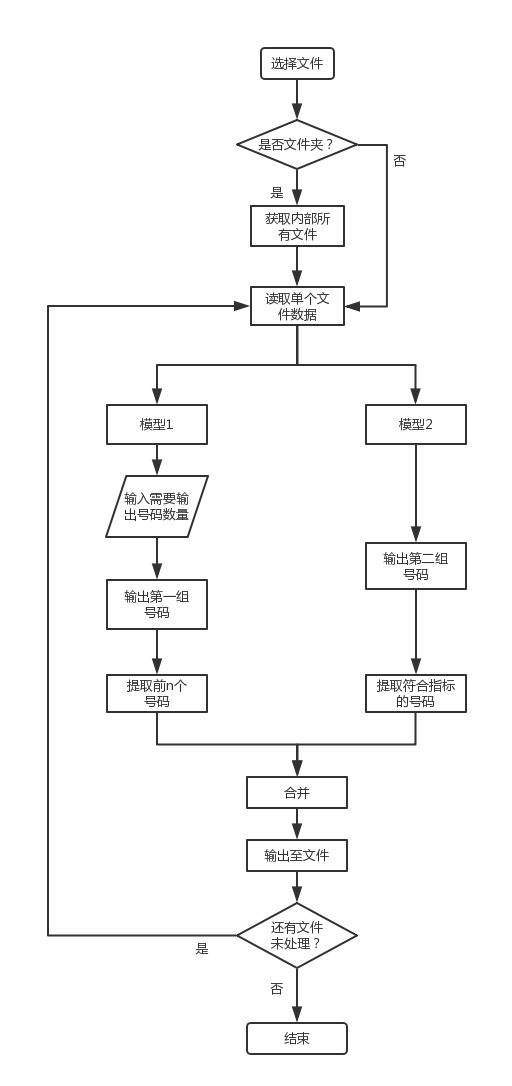 选择文件
是否文件夹？
否
是
获取内部所
有文件
读取单个文
件数据
模型1
模型2
输入需要输
出号码数量
输出第二组
号码
输出第一组
号码
提取前n个
号码
提取符合指标
的号码
合并
输出至文件
还有文件
未处理？
是
否
结束